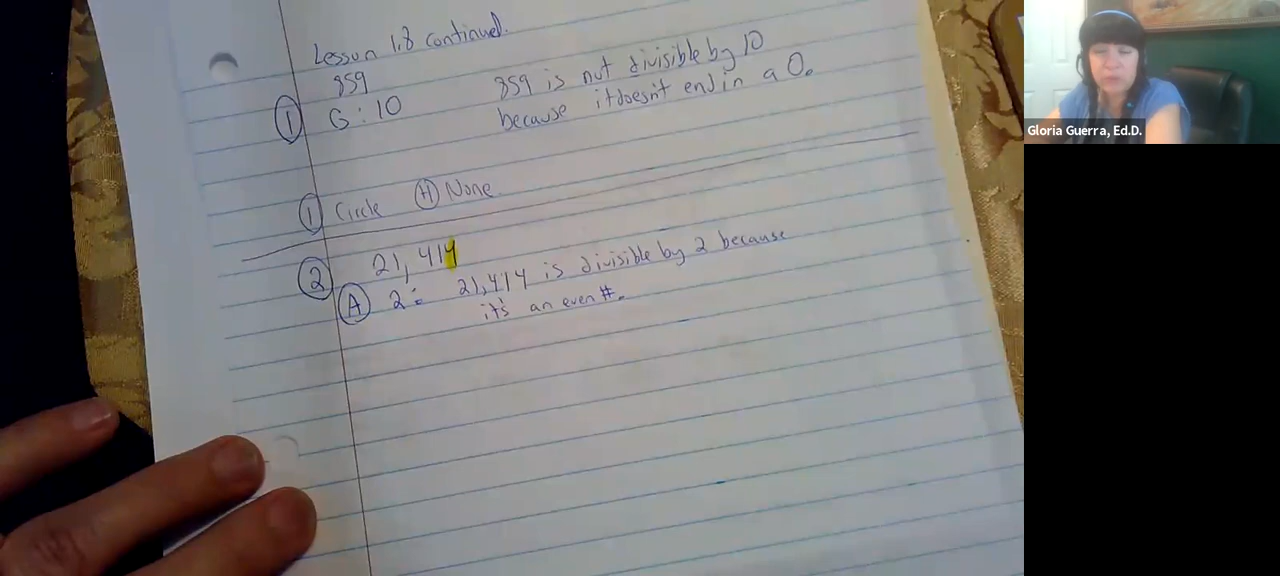 Lesson 1.8 continued.
859
① G : 10
859 is not divisible by 10
because it doesn't end in a 0.
① Circle Ⓗ None
② 21,414
Ⓐ 2: 21,414 is divisible by 2 because
it's an even #.
Gloria Guerra, Ed.D.